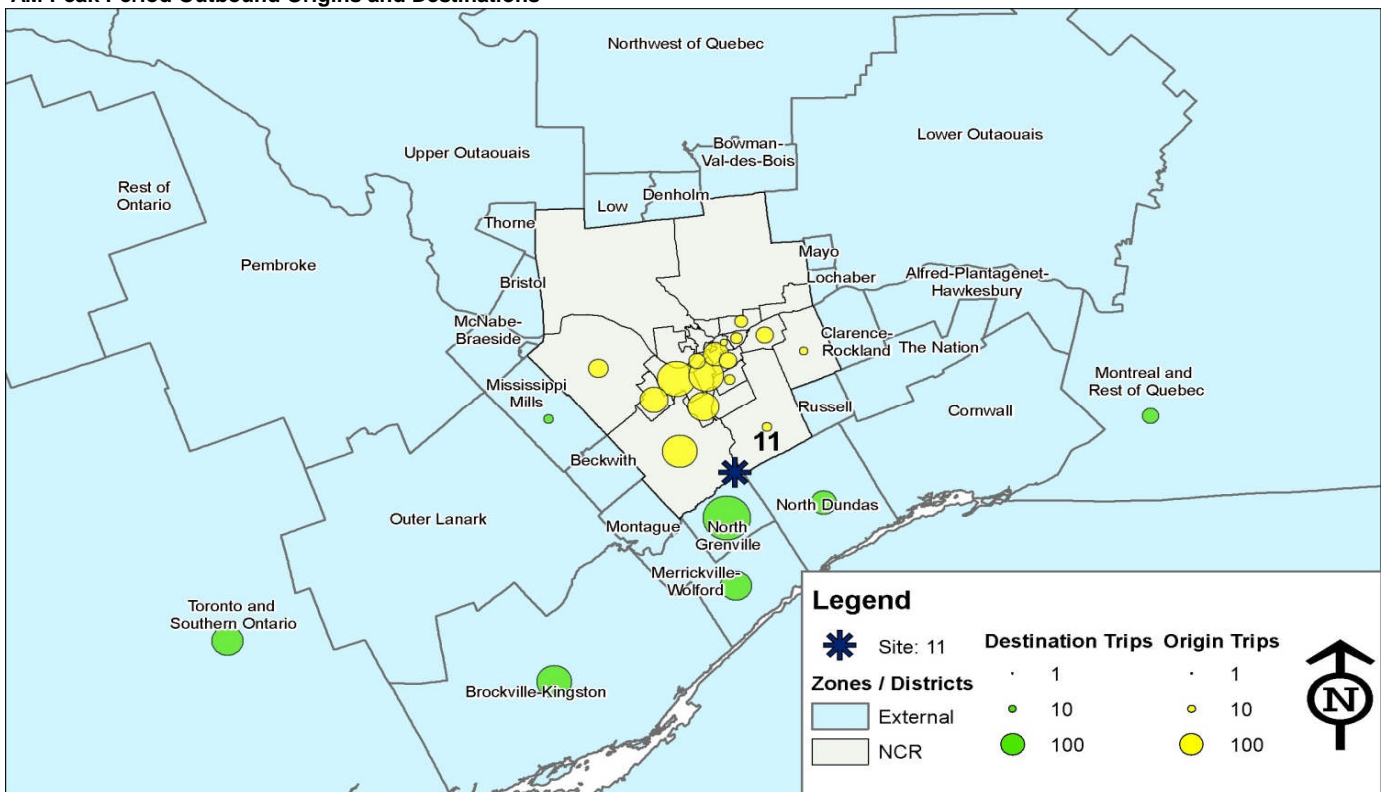 AM Peak Period Outbound Origins and Destinations
Northwest of Quebec
Upper Outaouais
Bowman-
Val-des-Bois
Lower Outaouais
Rest of
Ontario
Denholm
Low
Thorne
Pembroke
Mayo
Bristol
Lochaber
Alfred-Plantagenet-
Hawkesbury
McNabe-
Braeside
Clarence-
Rockland
The Nation
Mississippi
Mills
Montreal and
Rest of Quebec
Russell
Cornwall
11
Beckwith
North Dundas
Outer Lanark
Montague
North
Grenville
Merrickville-
Wolford
Toronto and
Southern Ontario
Brockville-Kingston
Legend
Site: 11
Zones / Districts
External
NCR
Destination Trips
1
10
100
Origin Trips
1
10
100
N